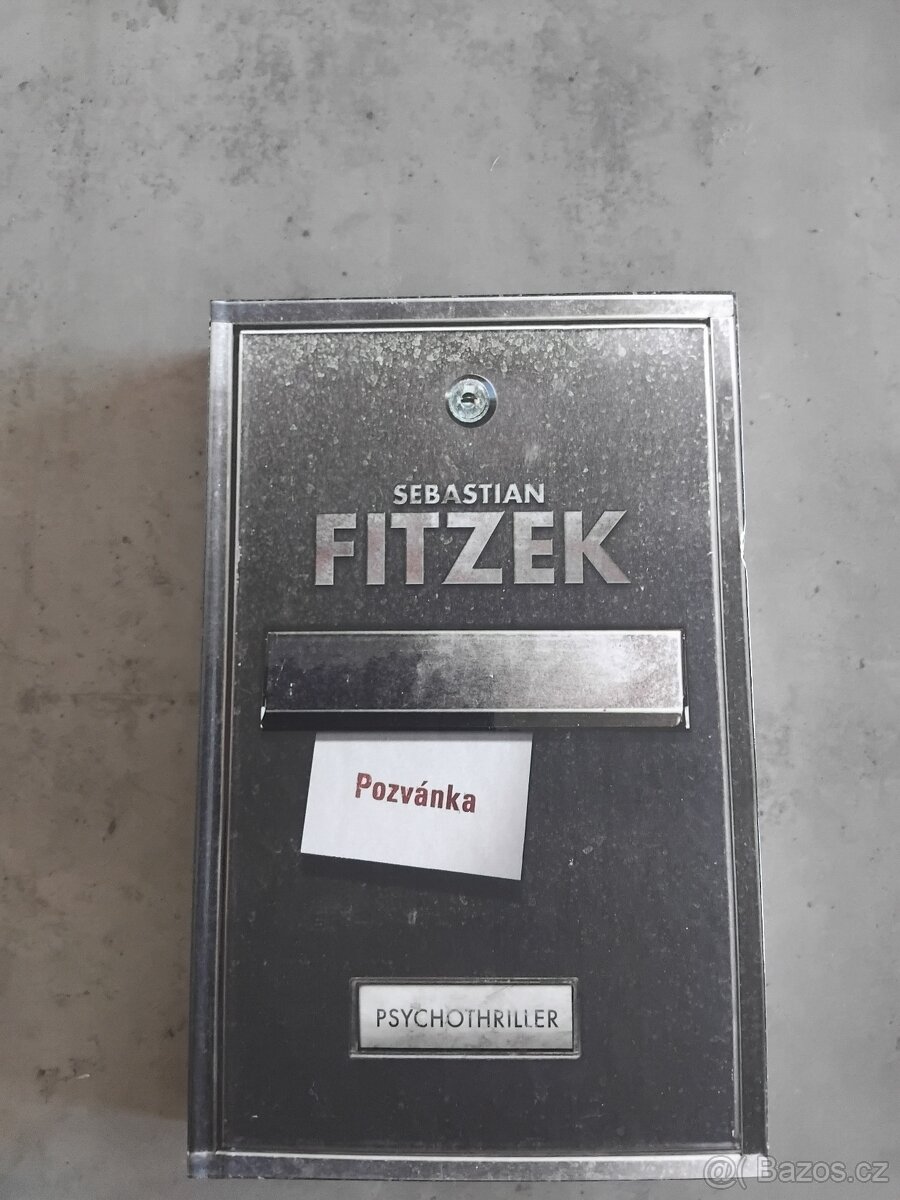 SEBASTIAN
FITZEK
Pozvánka
PSYCHOTHRILLER
@( Bazos.cz